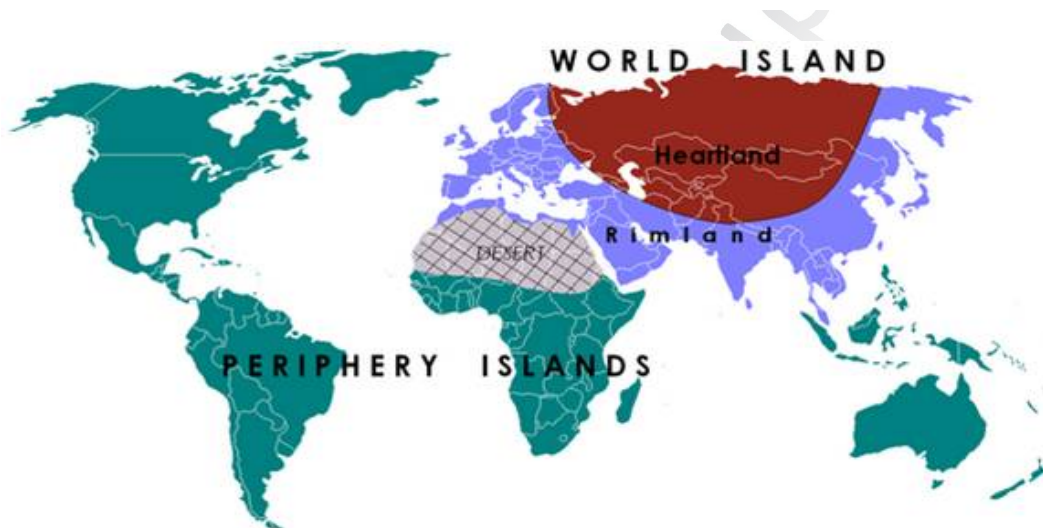 WORLD ISLAND
Heartland
Rimland
DESERT
PERIPHERY ISLANDS